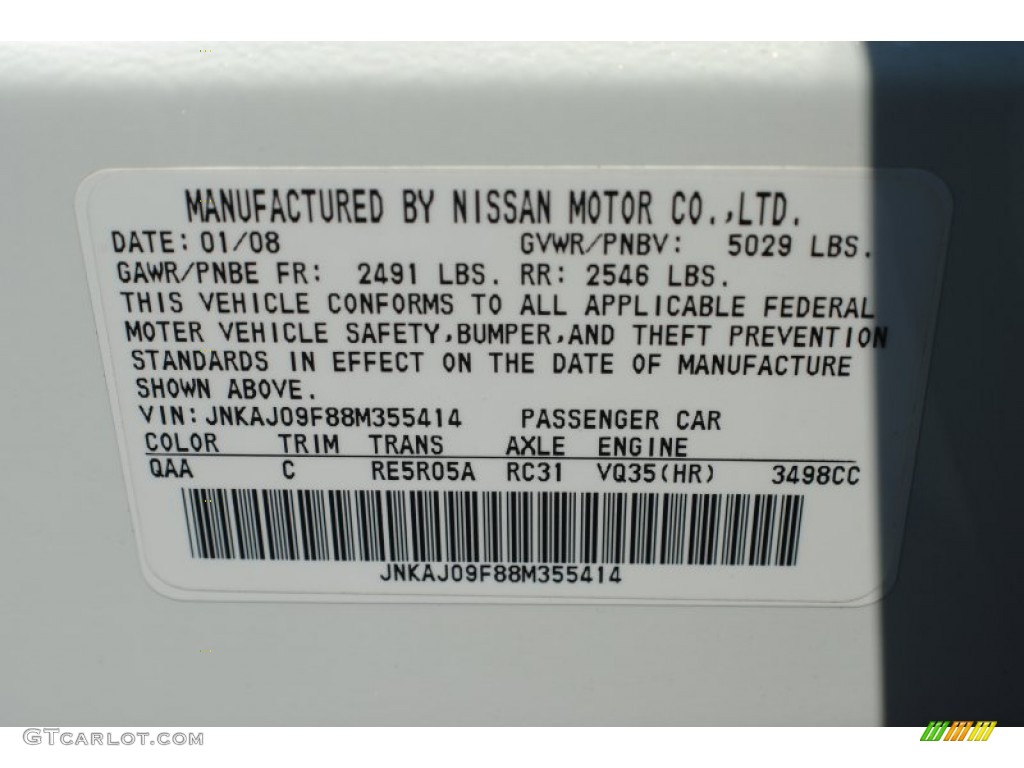 MANUFACTURED BY NISSAN MOTOR CO.,LTD.
DATE: 01/08 GVWR/PNBV: 5029 LBS.
GAWR/PNBE FR: 2491 LBS. RR: 2546 LBS.
THIS VEHICLE CONFORMS TO ALL APPLICABLE FEDERAL
MOTER VEHICLE SAFETY,BUMPER,AND THEFT PREVENTION
STANDARDS IN EFFECT ON THE DATE OF MANUFACTURE
SHOWN ABOVE.
VIN: JNKAJ09F88M355414 PASSENGER CAR
COLOR TRIM TRANS AXLE ENGINE
QAA C RE5R05A RC31 VQ35(HR) 3498CC
JNKAJ09F88M355414
GTCARLOT.COM